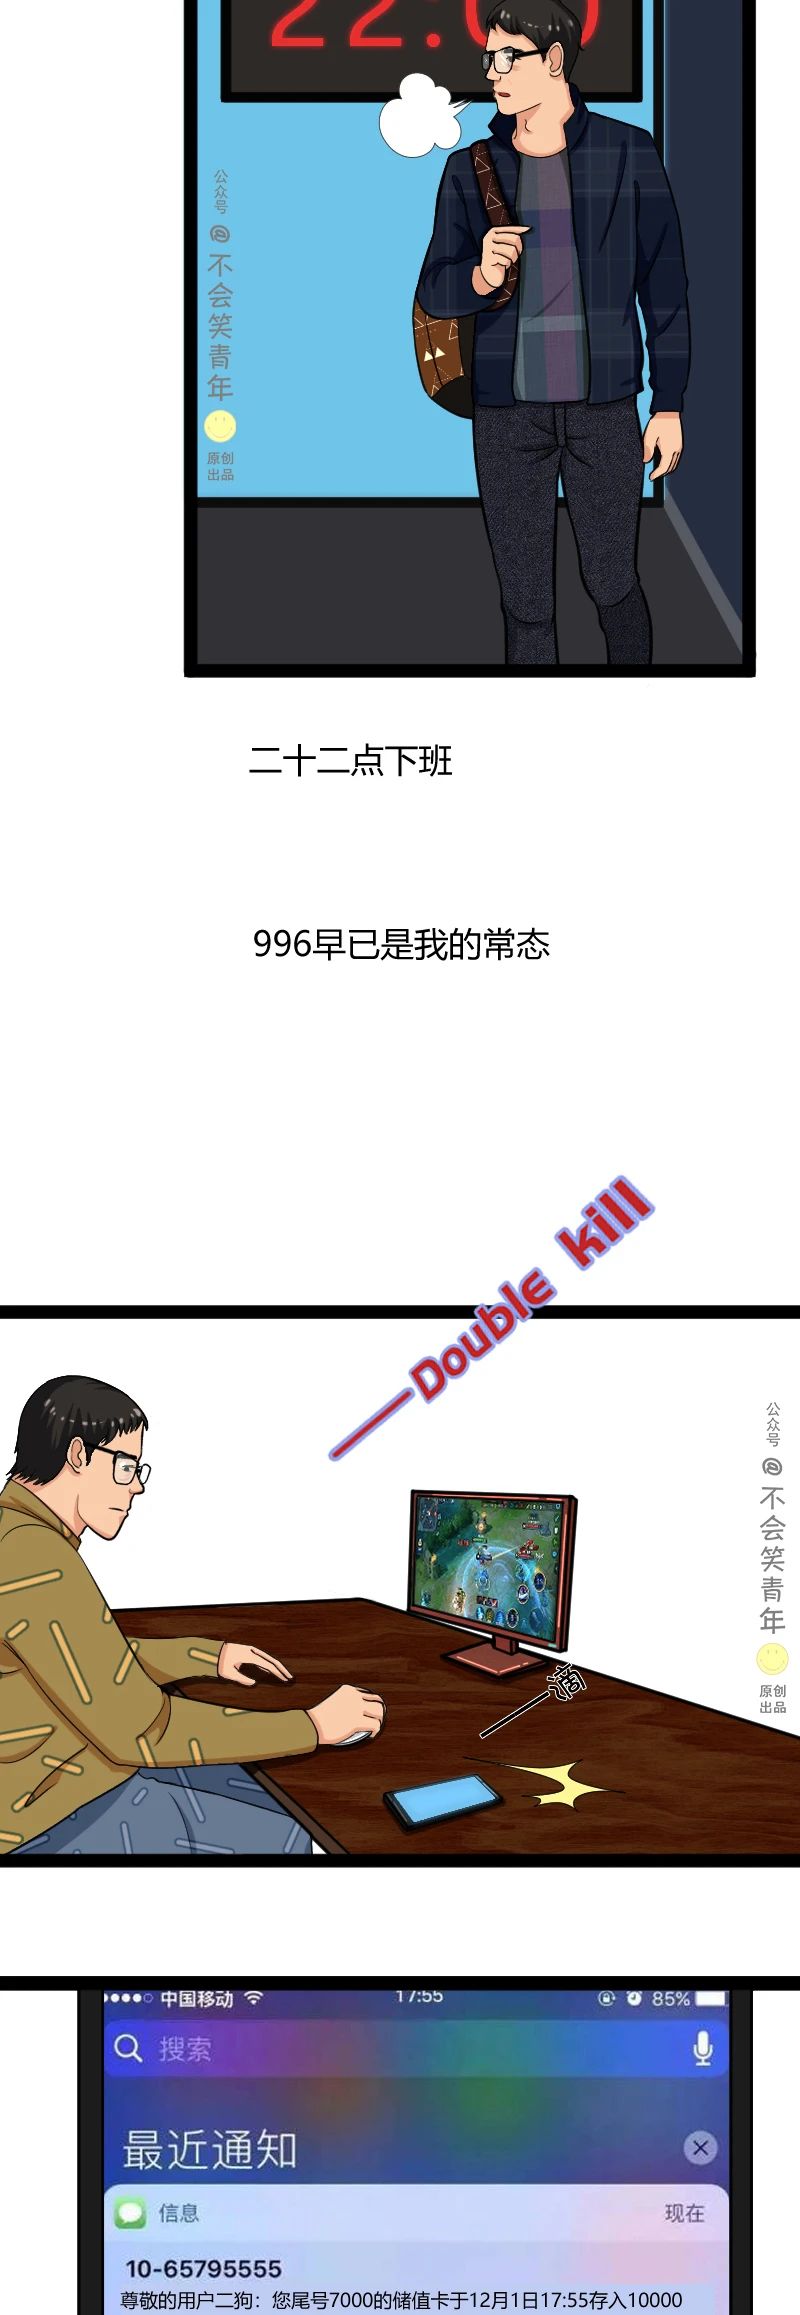 22:00
公众号
@不会笑青年
原创
出品
二十二点下班
996早已是我的常态
Double kill
公众号
@不会笑青年
原创
出品
滴
中国移动 17:55 85%
搜索
最近通知
信息 现在
10-65795555
尊敬的用户二狗：您尾号7000的储值卡于12月1日17:55存入10000